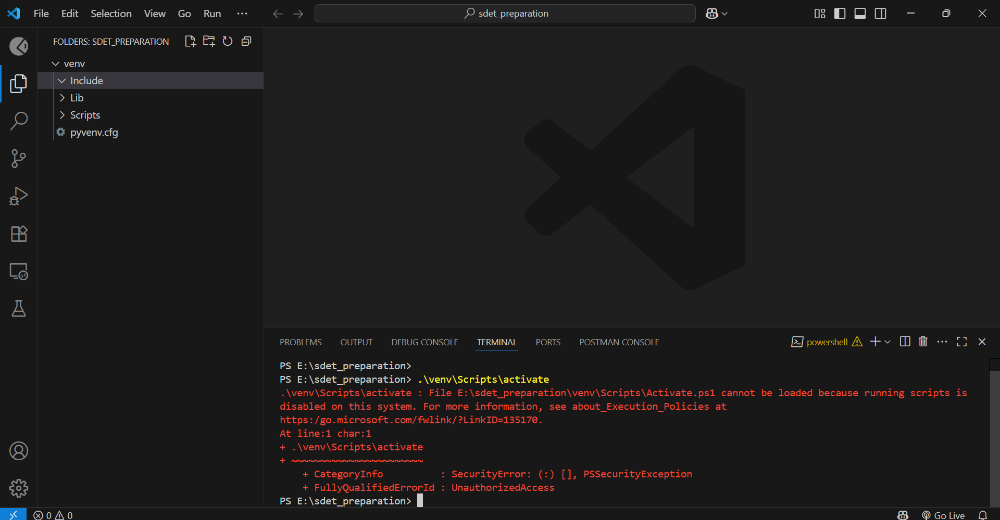 File Edit Selection View Go Run ···
sdet_preparation
FOLDERS: SDET_PREPARATION
venv
Include
Lib
Scripts
pyvenv.cfg
PROBLEMS OUTPUT DEBUG CONSOLE TERMINAL PORTS POSTMAN CONSOLE
powershell
PS E:\sdet_preparation>
PS E:\sdet_preparation> .\venv\Scripts\activate
.\venv\Scripts\activate : File E:\sdet_preparation\venv\Scripts\Activate.ps1 cannot be loaded because running scripts is
disabled on this system. For more information, see about_Execution_Policies at
https:/go.microsoft.com/fwlink/?LinkID=135170.
At line:1 char:1
+ .\venv\Scripts\activate
+ ~~~~~~~~~~~~~~~~~~~~~~~
+ CategoryInfo          : SecurityError: (:) [], PSSecurityException
+ FullyQualifiedErrorId : UnauthorizedAccess
PS E:\sdet_preparation>
0 0
Go Live